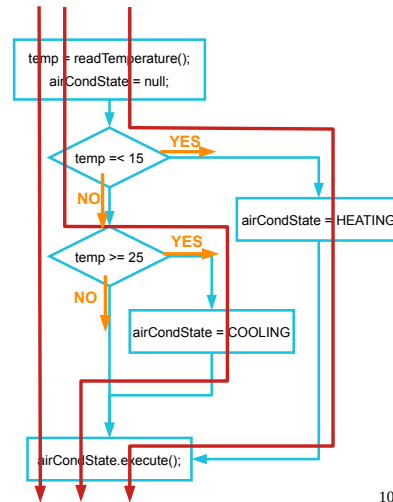 temp = readTemperature();
airCondState = null;
YES
temp =< 15
NO
airCondState = HEATING
YES
temp >= 25
NO
airCondState = COOLING
airCondState.execute();
10